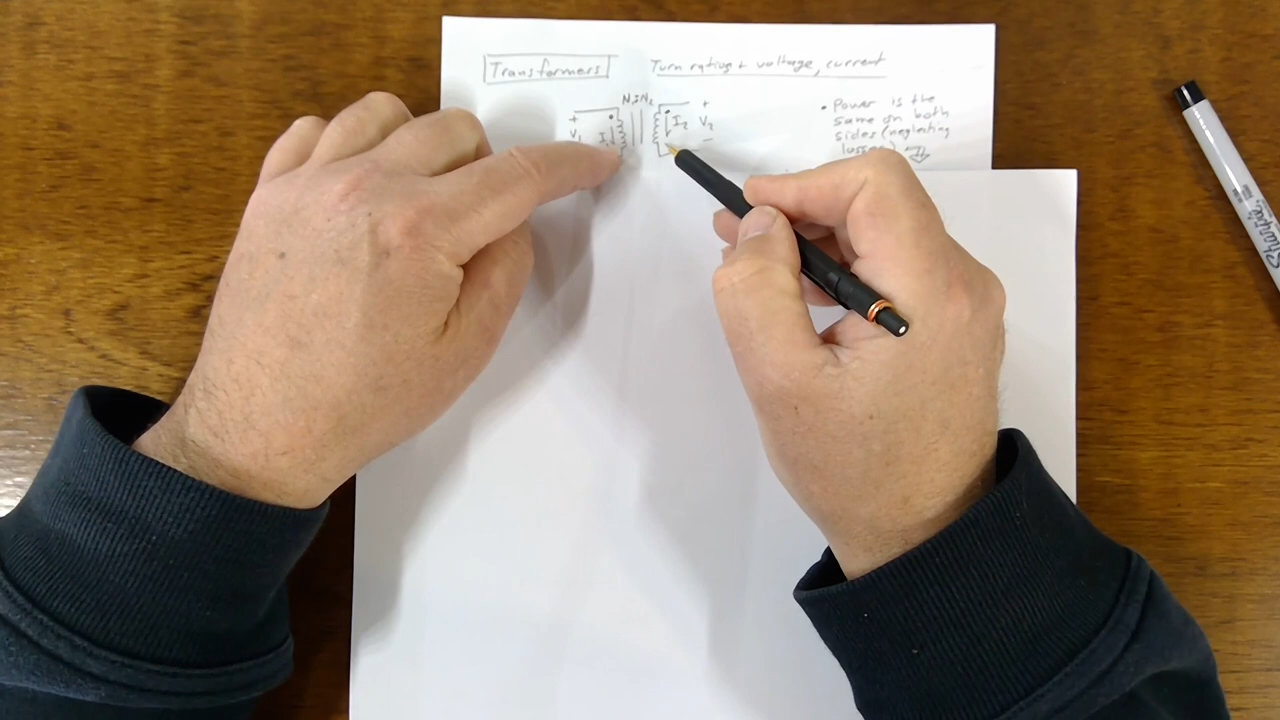 Transformers
Turn ratios + voltage, current
N1:N2
+
V1
I1
I2
+
V2
-
• Power is the
same on both
sides (neglecting
losses)
Sharpie